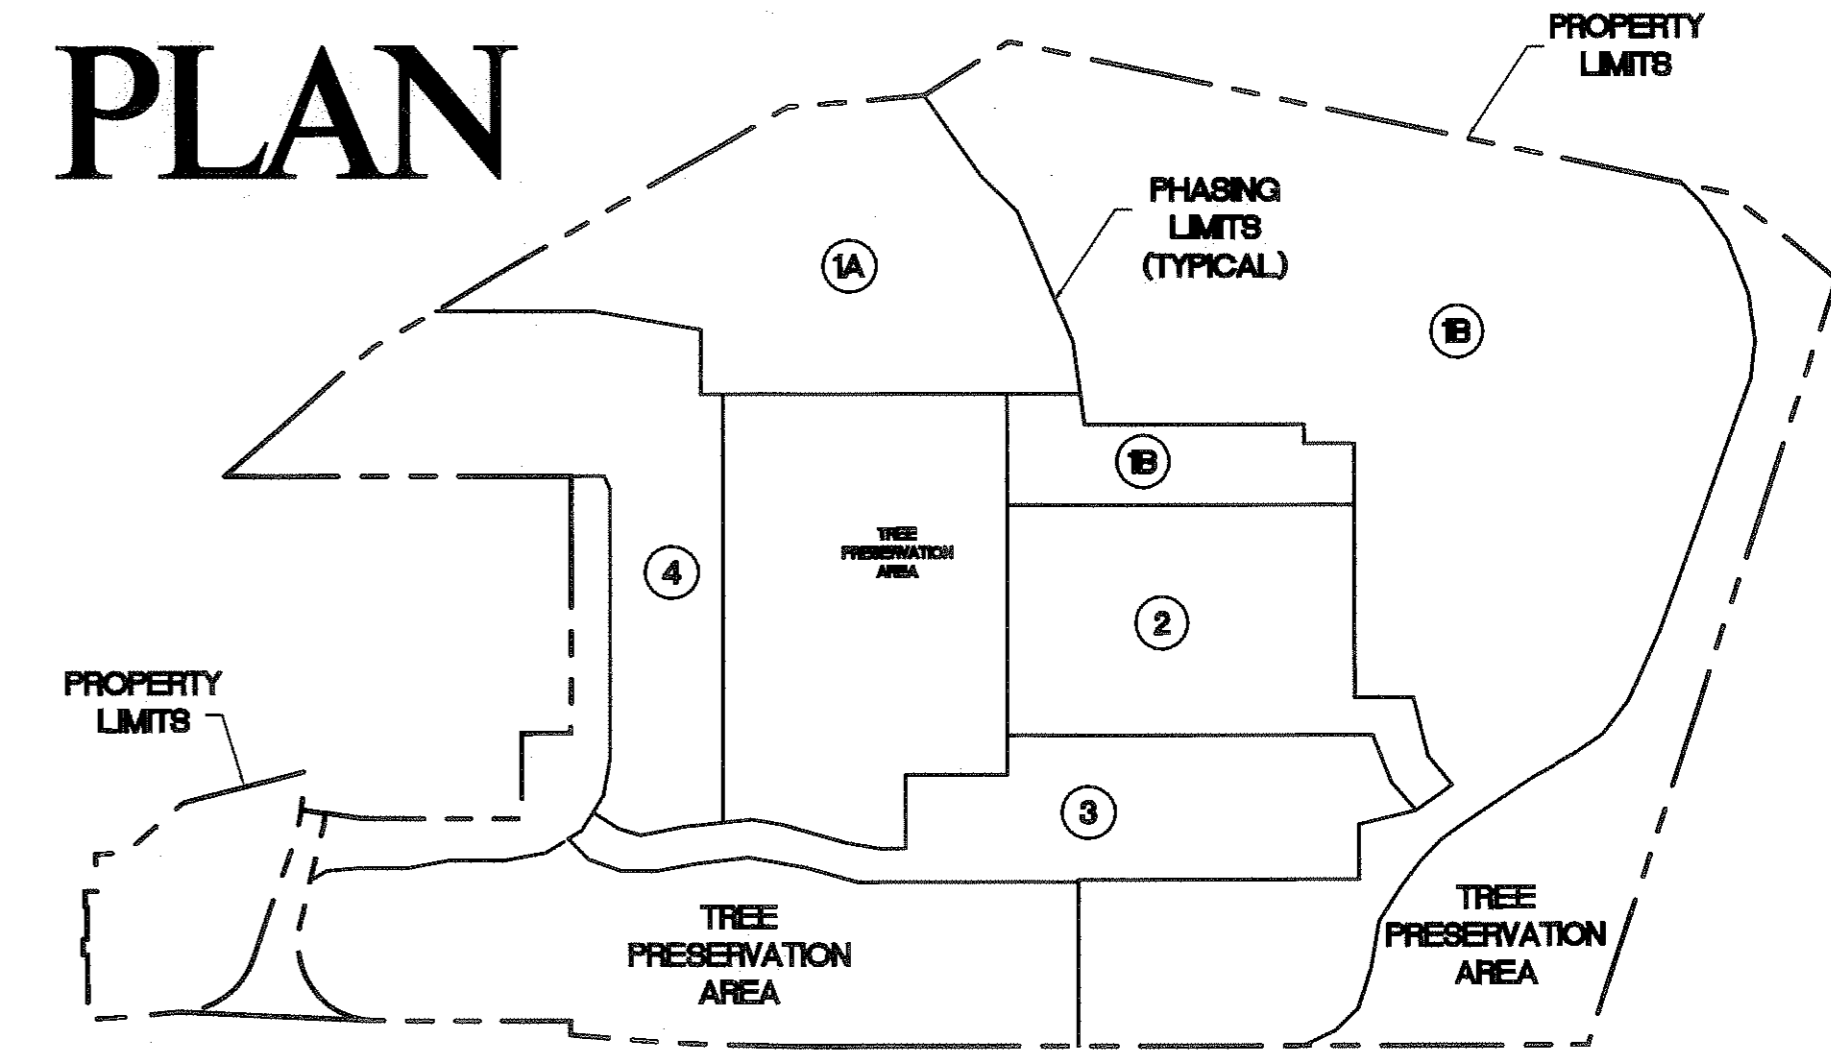 PLAN
PROPERTY
LIMITS
PHASING
LIMITS
(TYPICAL)
1A
1B
1B
TREE
PRESERVATION
AREA
4
2
PROPERTY
LIMITS
3
TREE
PRESERVATION
AREA
TREE
PRESERVATION
AREA